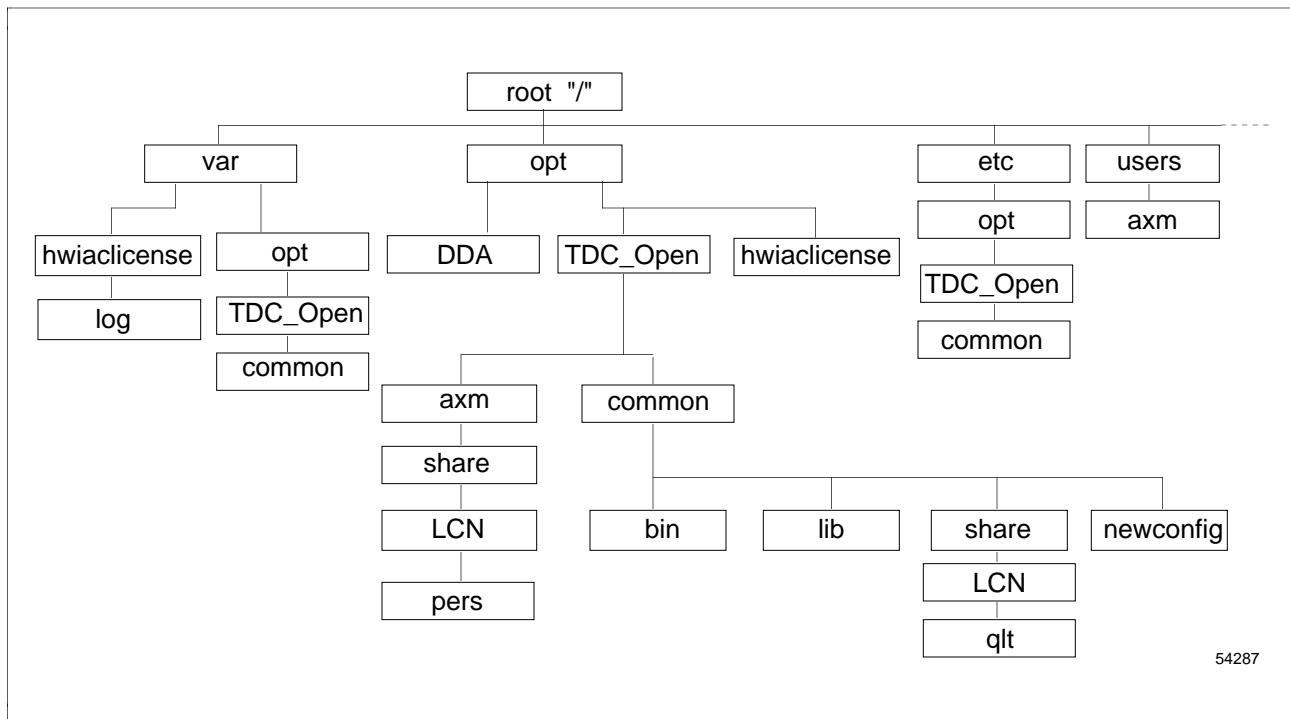 root "/"
var
opt
etc
users
hwiaclicense
opt
DDA
TDC_Open
hwiaclicense
opt
axm
log
TDC_Open
TDC_Open
common
common
axm
common
share
LCN
bin
lib
share
newconfig
pers
LCN
qlt
54287